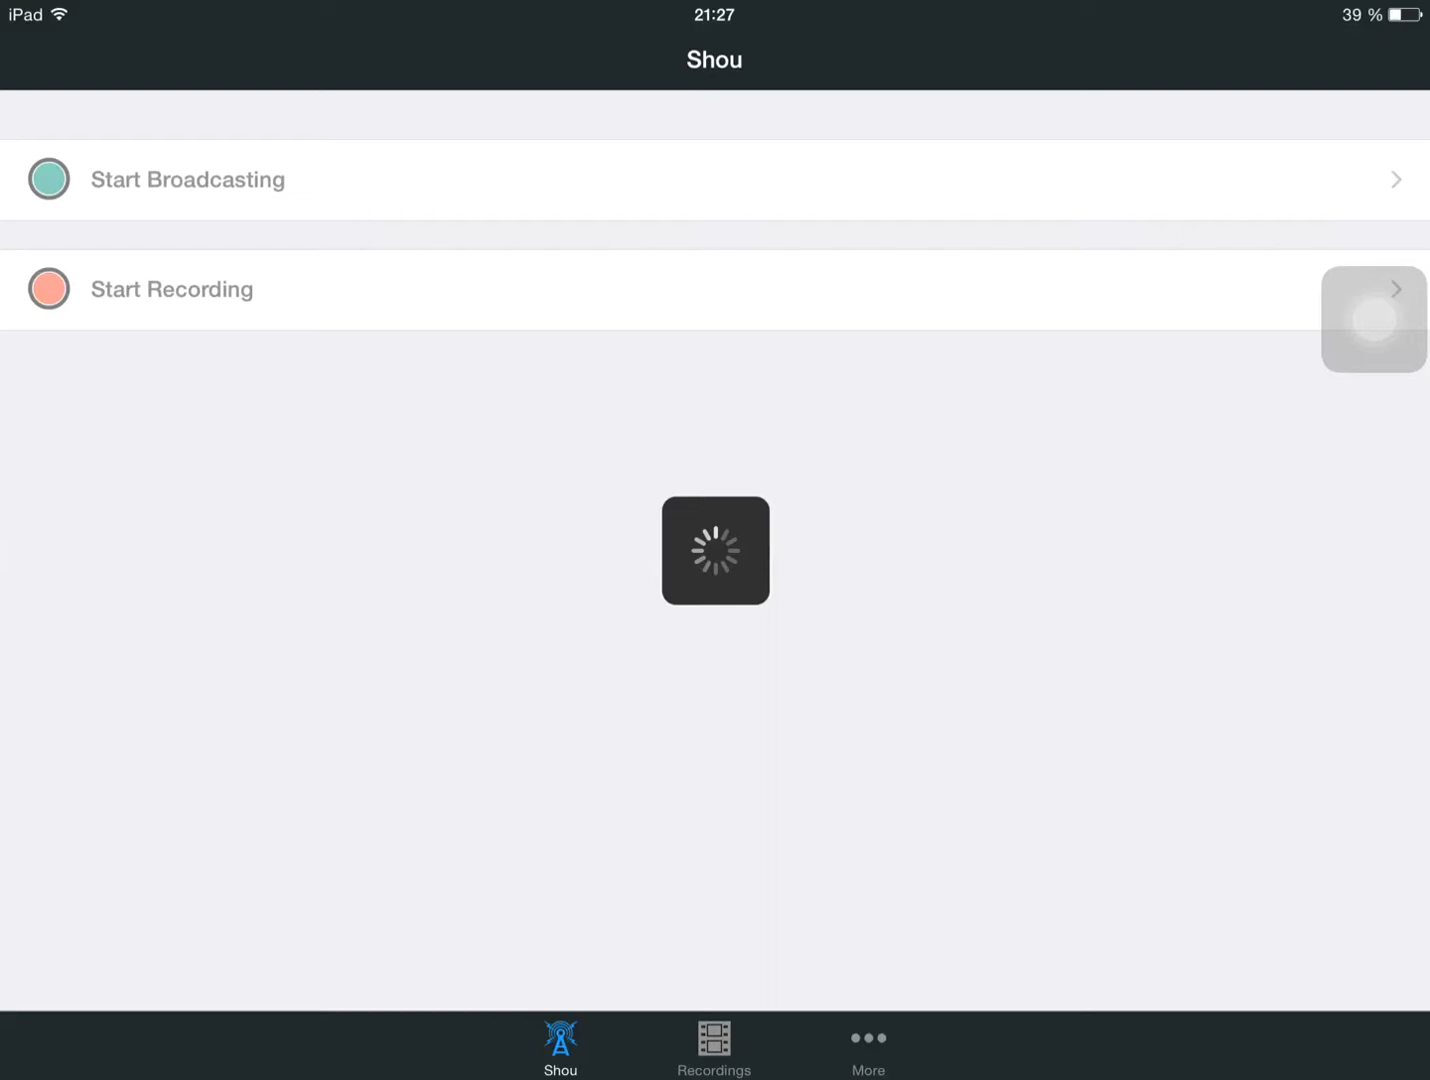 iPad 21:27 39 %
Shou
Start Broadcasting
Start Recording
Shou Recordings More